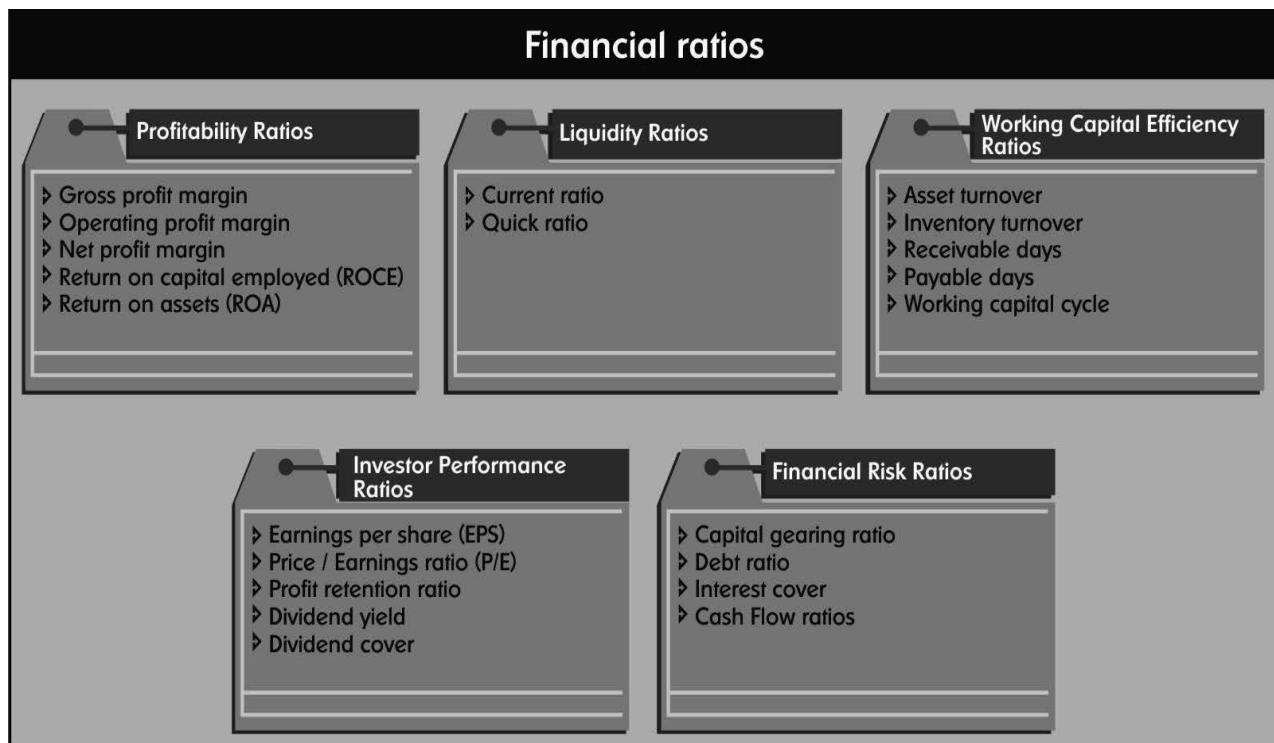 Financial ratios
Profitability Ratios
Gross profit margin
Operating profit margin
Net profit margin
Return on capital employed (ROCE)
Return on assets (ROA)
Liquidity Ratios
Current ratio
Quick ratio
Working Capital Efficiency
Ratios
Asset turnover
Inventory turnover
Receivable days
Payable days
Working capital cycle
Investor Performance
Ratios
Earnings per share (EPS)
Price / Earnings ratio (P/E)
Profit retention ratio
Dividend yield
Dividend cover
Financial Risk Ratios
Capital gearing ratio
Debt ratio
Interest cover
Cash Flow ratios